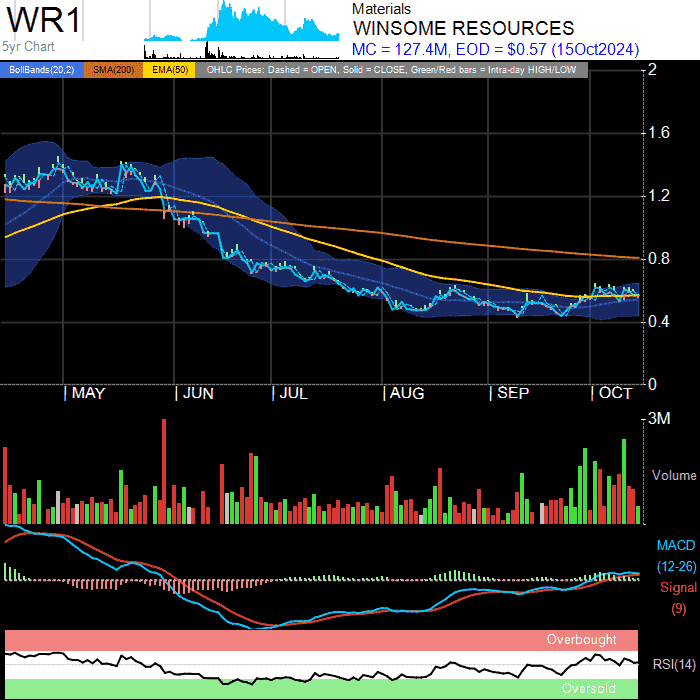 WR1
5yr Chart
Materials
WINSOME RESOURCES
MC = 127.4M, EOD = $0.57 (15Oct2024)
BollBands(20,2) SMA(200) EMA(50) OHLC Prices: Dashed = OPEN, Solid = CLOSE, Green/Red bars = Intra-day HIGH/LOW
2
1.6
1.2
0.8
0.4
0
| MAY | JUN | JUL | AUG | SEP | OCT
3M
Volume
MACD
(12-26)
Signal
(9)
Overbought
RSI(14)
Oversold